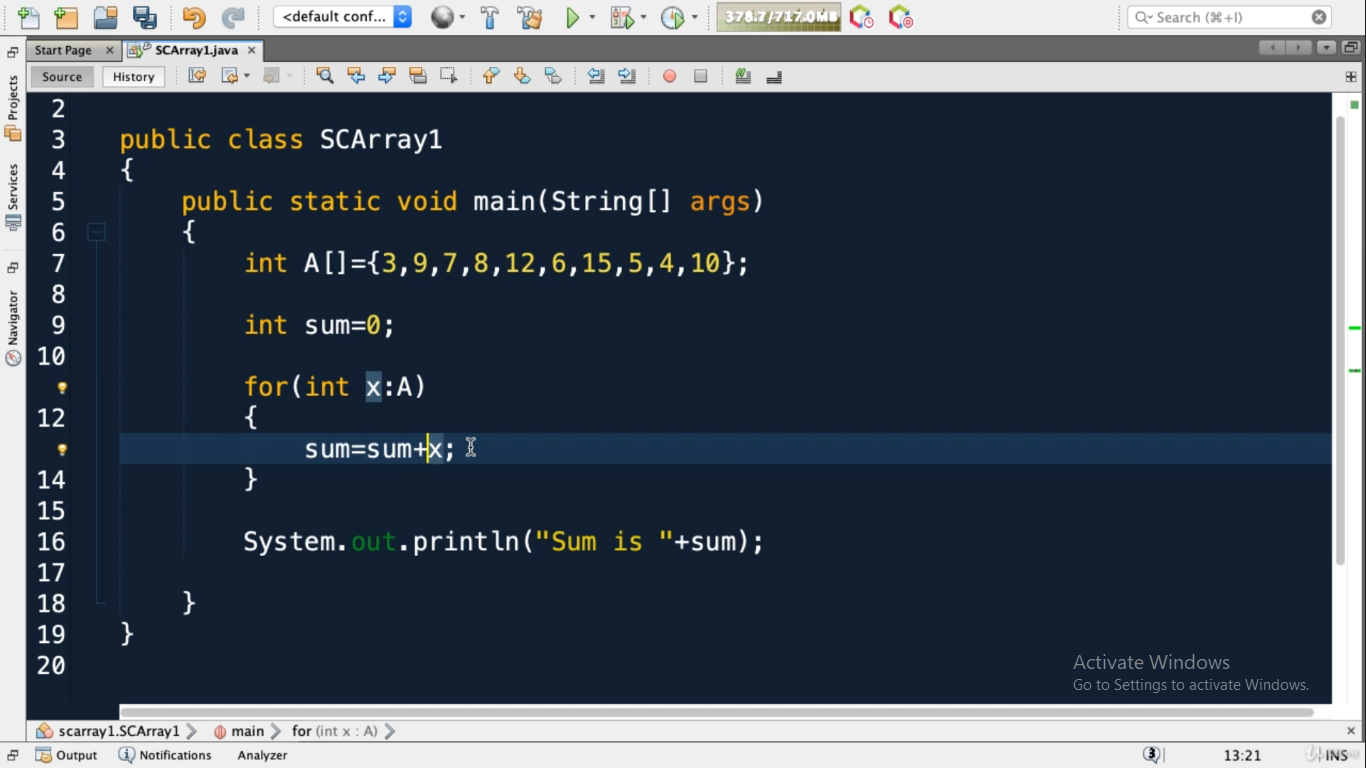 <default conf...
378.7/717.0MB
Search (⌘+I)
Start Page
SCArray1.java
Source
History
Projects
Services
Navigator
2
3 public class SCArray1
4 {
5 public static void main(String[] args)
6 {
7 int A[]={3,9,7,8,12,6,15,5,4,10};
8
9 int sum=0;
10
for(int x:A)
12 {
sum=sum+x;
14 }
15
16 System.out.println("Sum is "+sum);
17
18 }
19 }
20
Activate Windows
Go to Settings to activate Windows.
scarray1.SCArray1 main for (int x : A)
Output Notifications Analyzer 3 13:21 INS